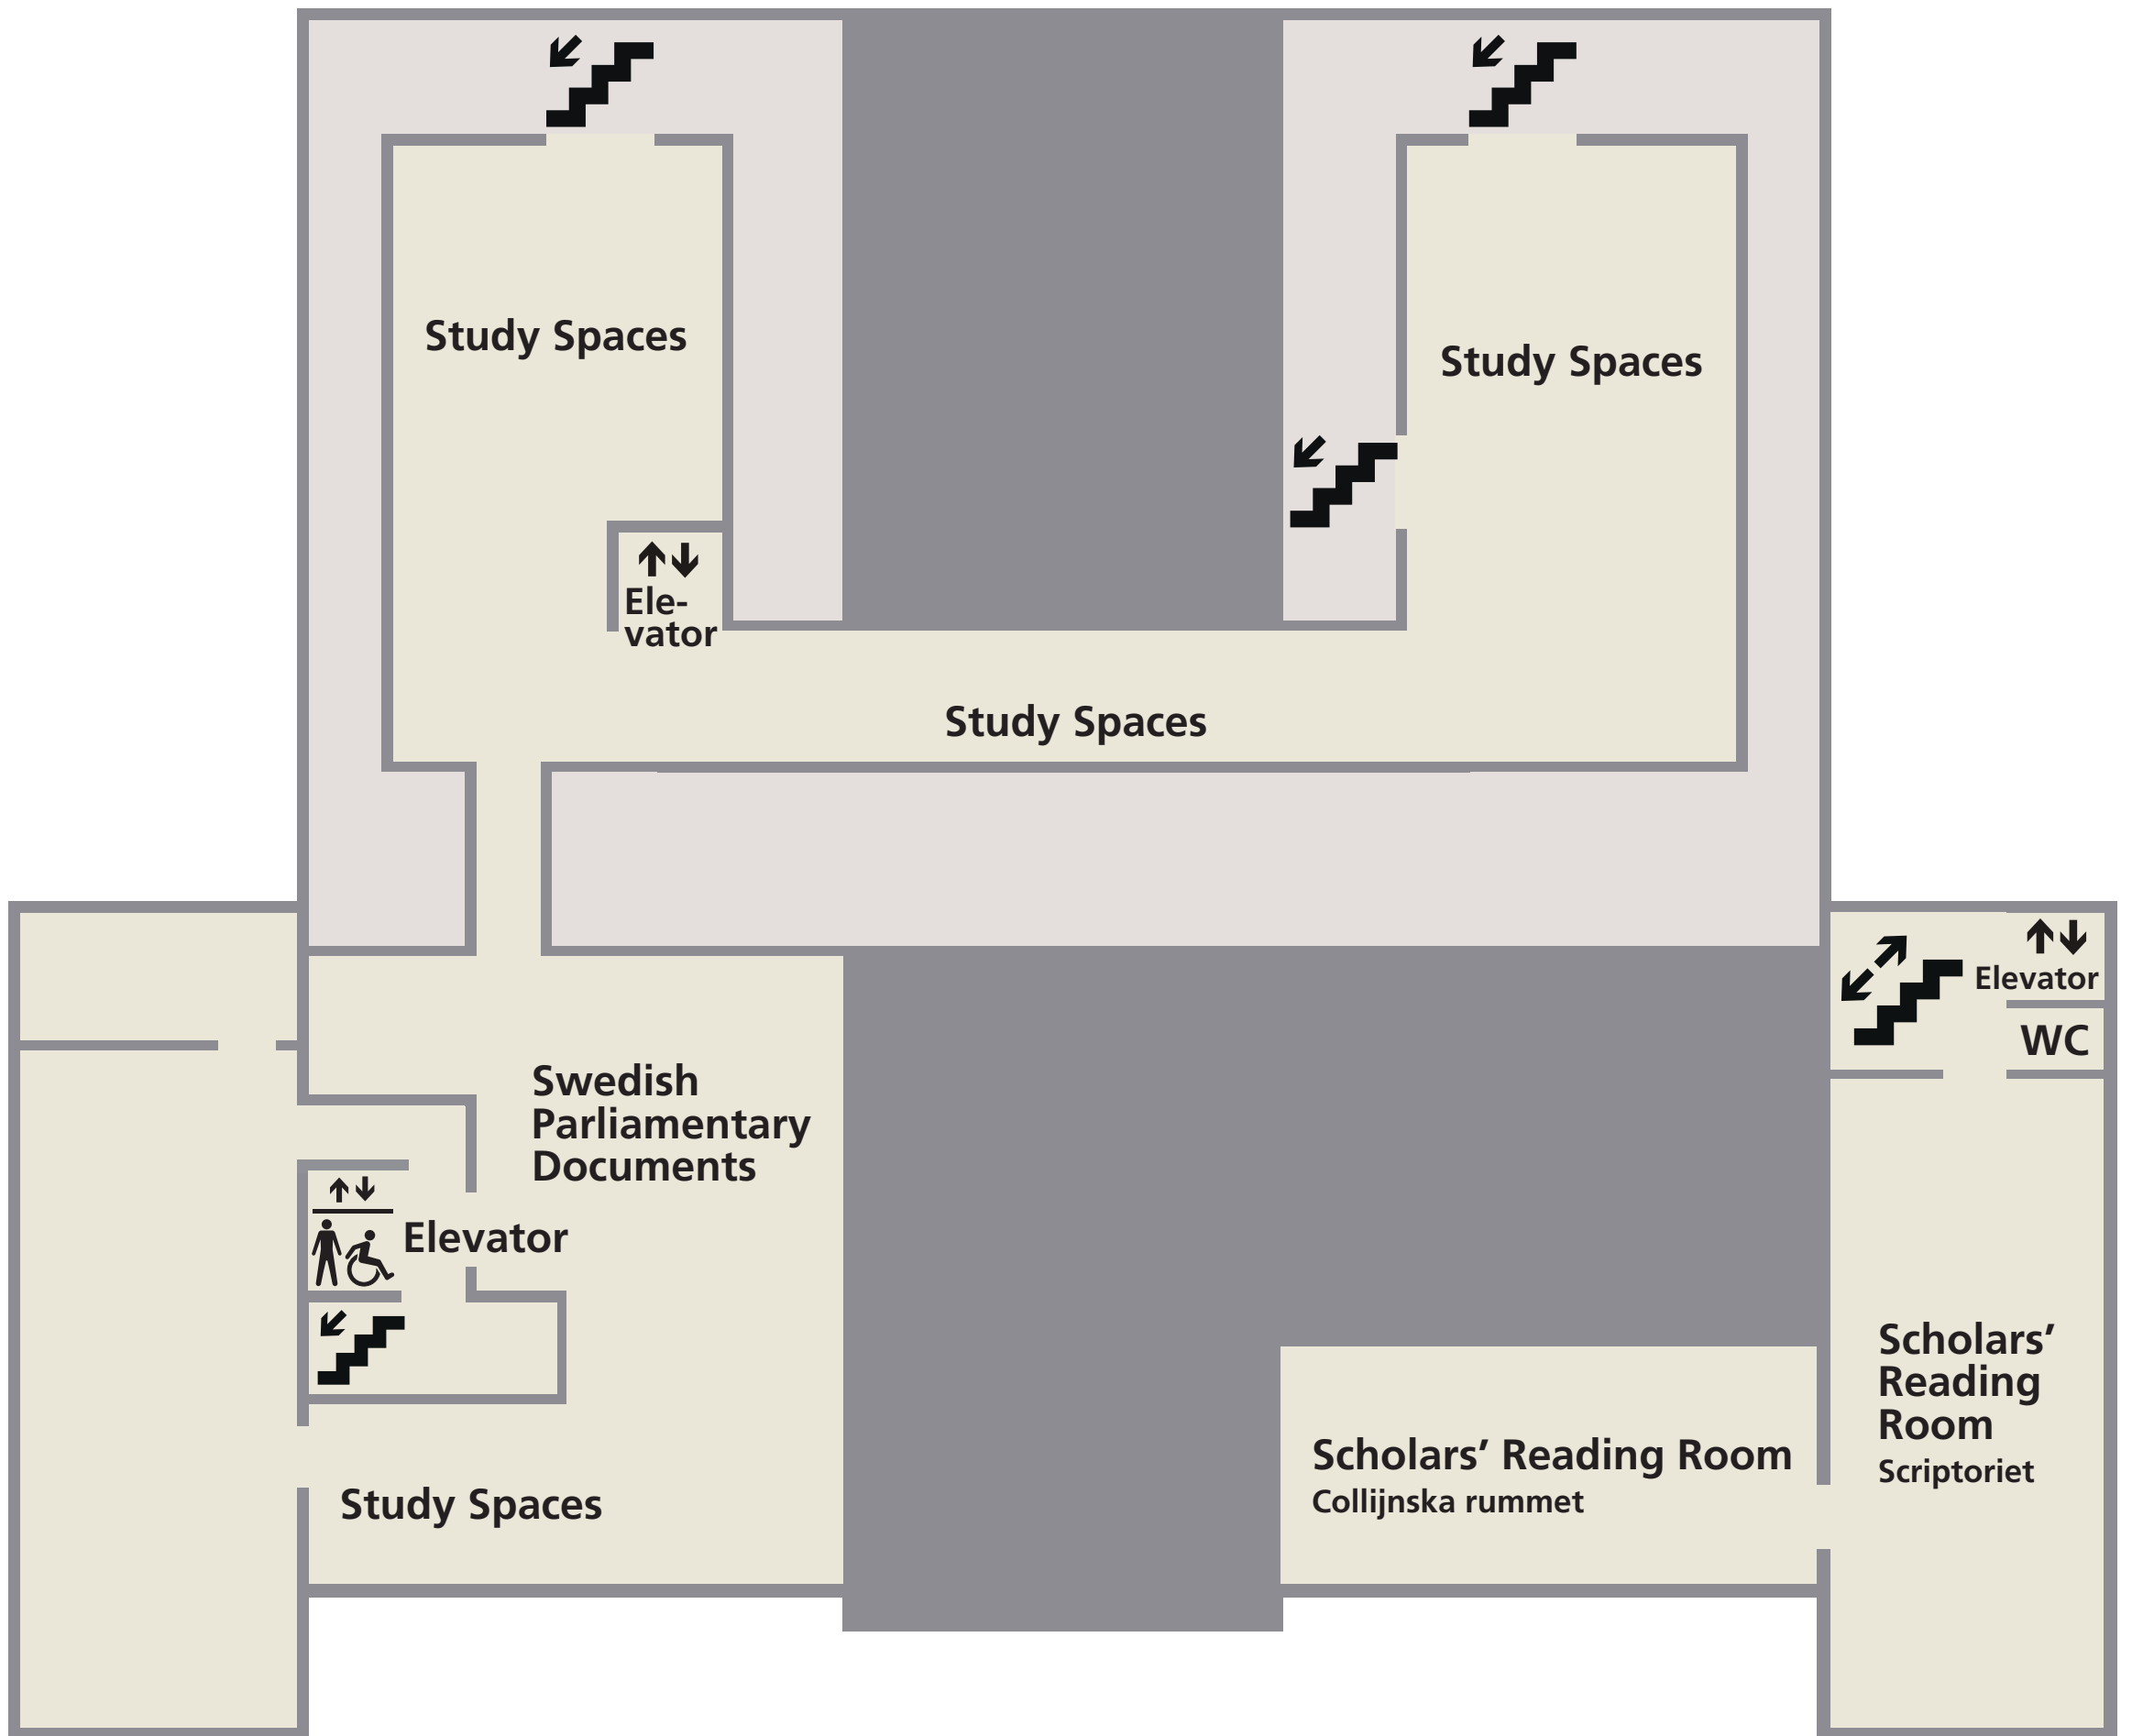 Study Spaces
Study Spaces
Ele-
vator
Study Spaces
Elevator
WC
Swedish
Parliamentary
Documents
Elevator
Scholars’
Reading
Room
Scriptoriet
Scholars’ Reading Room
Collijnska rummet
Study Spaces